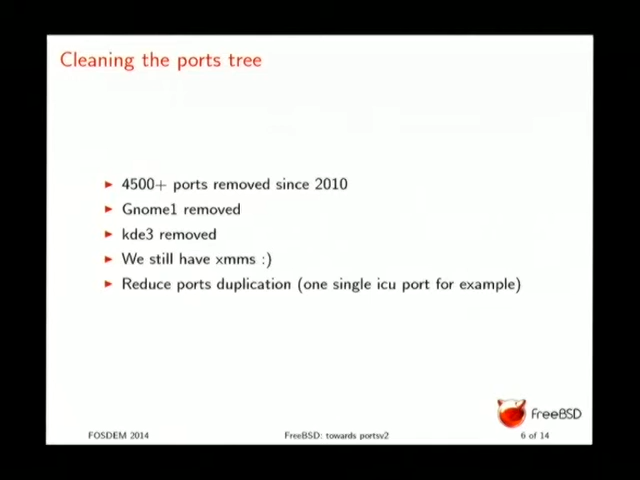 Cleaning the ports tree
4500+ ports removed since 2010
Gnome1 removed
kde3 removed
We still have xmms :)
Reduce ports duplication (one single icu port for example)
FreeBSD
FOSDEM 2014
FreeBSD: towards portsv2
6 of 14